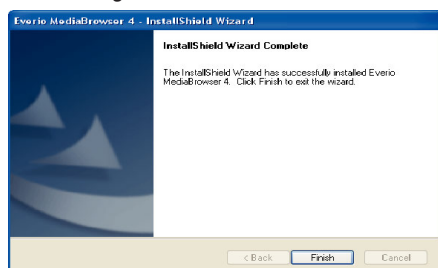 Everio MediaBrowser 4 - InstallShield Wizard
InstallShield Wizard Complete
The InstallShield Wizard has successfully installed Everio
MediaBrowser 4. Click Finish to exit the wizard.
< Back
Finish
Cancel